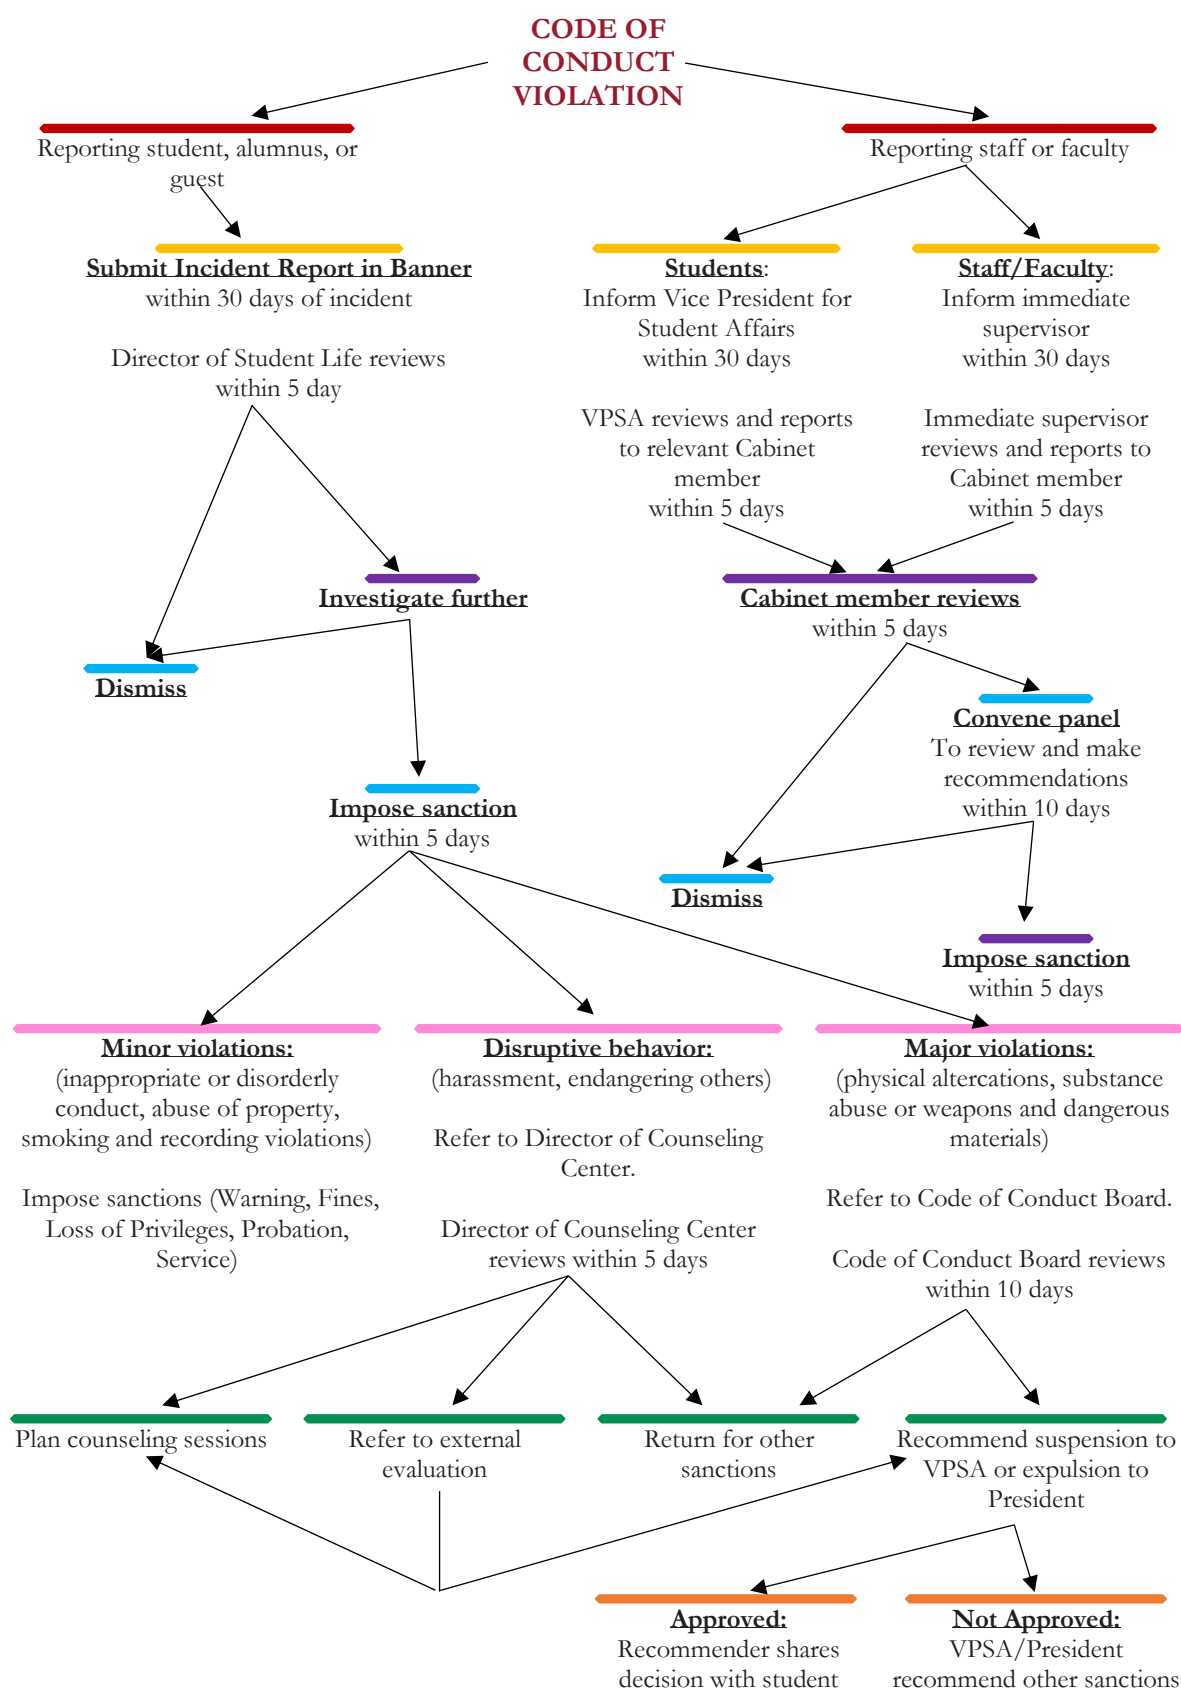 CODE OF
CONDUCT
VIOLATION
Reporting student, alumnus, or
guest
Reporting staff or faculty
Submit Incident Report in Banner
within 30 days of incident
Director of Student Life reviews
within 5 day
Students:
Inform Vice President for
Student Affairs
within 30 days
VPSA reviews and reports
to relevant Cabinet
member
within 5 days
Staff/Faculty:
Inform immediate
supervisor
within 30 days
Immediate supervisor
reviews and reports to
Cabinet member
within 5 days
Investigate further
Cabinet member reviews
within 5 days
Dismiss
Convene panel
To review and make
recommendations
within 10 days
Impose sanction
within 5 days
Dismiss
Impose sanction
within 5 days
Minor violations:
(inappropriate or disorderly
conduct, abuse of property,
smoking and recording violations)
Impose sanctions (Warning, Fines,
Loss of Privileges, Probation,
Service)
Disruptive behavior:
(harassment, endangering others)
Refer to Director of Counseling
Center.
Director of Counseling Center
reviews within 5 days
Major violations:
(physical altercations, substance
abuse or weapons and dangerous
materials)
Refer to Code of Conduct Board.
Code of Conduct Board reviews
within 10 days
Plan counseling sessions
Refer to external
evaluation
Return for other
sanctions
Recommend suspension to
VPSA or expulsion to
President
Approved:
Recommender shares
decision with student
Not Approved:
VPSA/President
recommend other sanctions